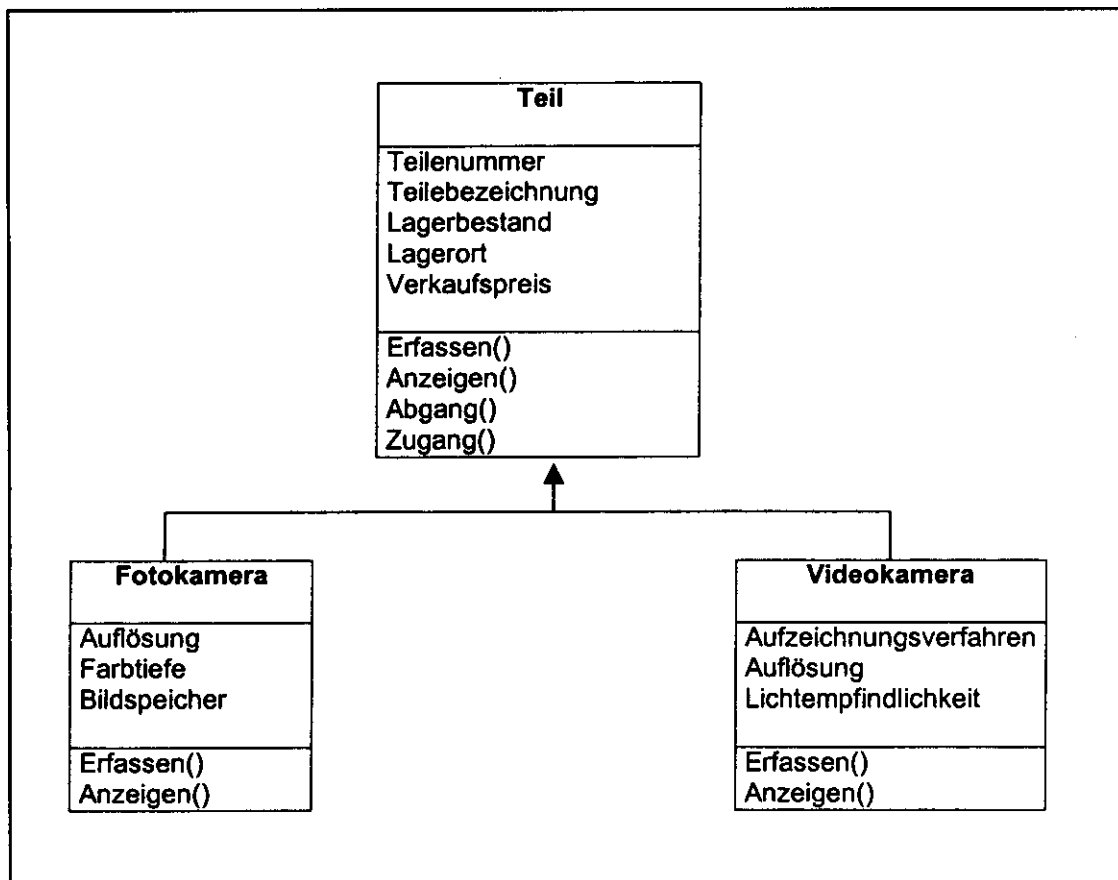 Teil
Teilenummer
Teilebezeichnung
Lagerbestand
Lagerort
Verkaufspreis
Erfassen()
Anzeigen()
Abgang()
Zugang()
Fotokamera
Auflösung
Farbtiefe
Bildspeicher
Erfassen()
Anzeigen()
Videokamera
Aufzeichnungsverfahren
Auflösung
Lichtempfindlichkeit
Erfassen()
Anzeigen()